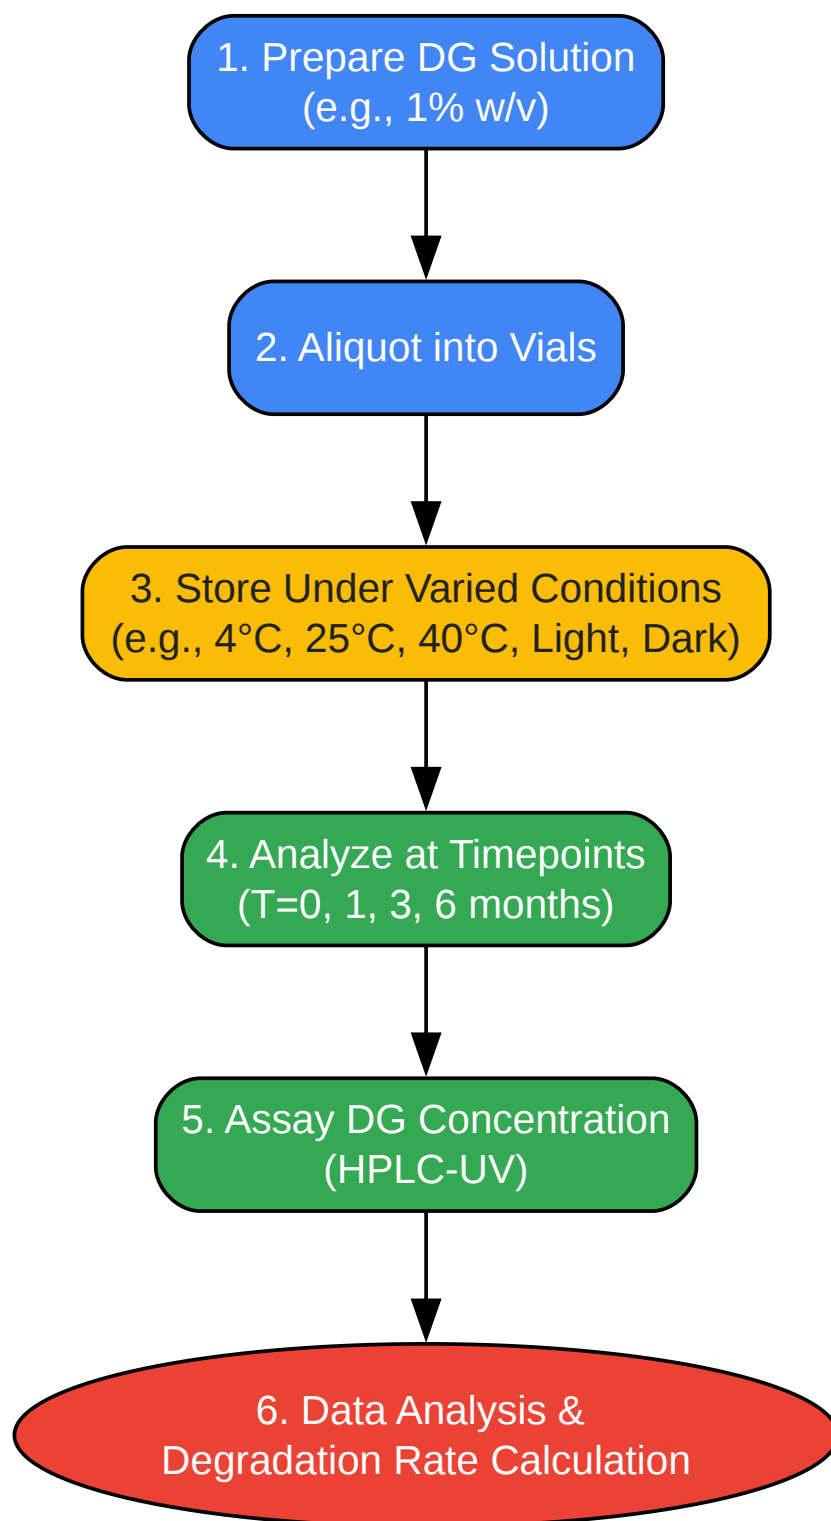 1. Prepare DG Solution
(e.g., 1% w/v)
2. Aliquot into Vials
3. Store Under Varied Conditions
(e.g., 4°C, 25°C, 40°C, Light, Dark)
4. Analyze at Timepoints
(T=0, 1, 3, 6 months)
5. Assay DG Concentration
(HPLC-UV)
6. Data Analysis &
Degradation Rate Calculation